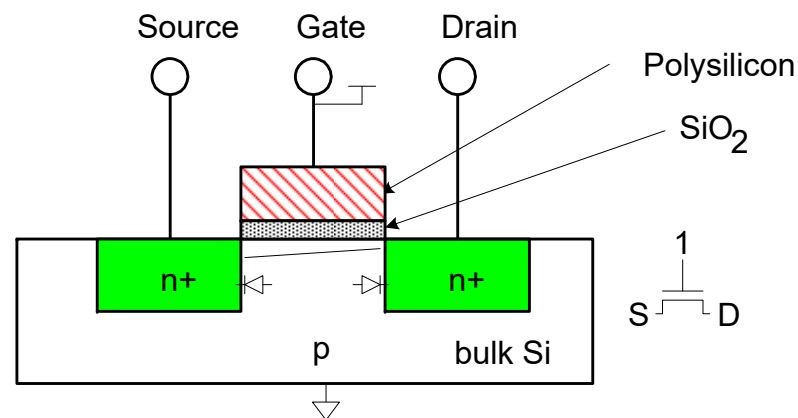 Source Gate Drain
Polysilicon
SiO2
n+ n+
1
S D
p bulk Si